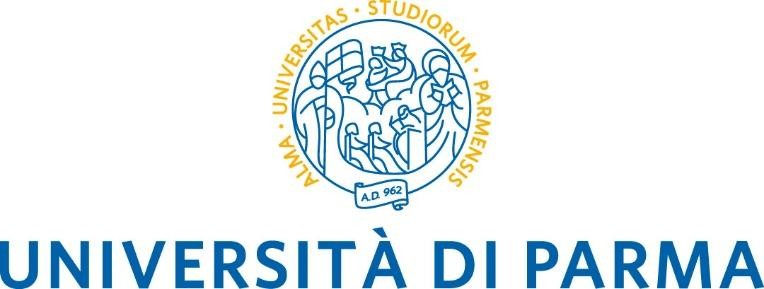 ALMA · UNIVERSITAS · STUDIORUM · PARMENSIS
A.D. 962
UNIVERSITÀ DI PARMA